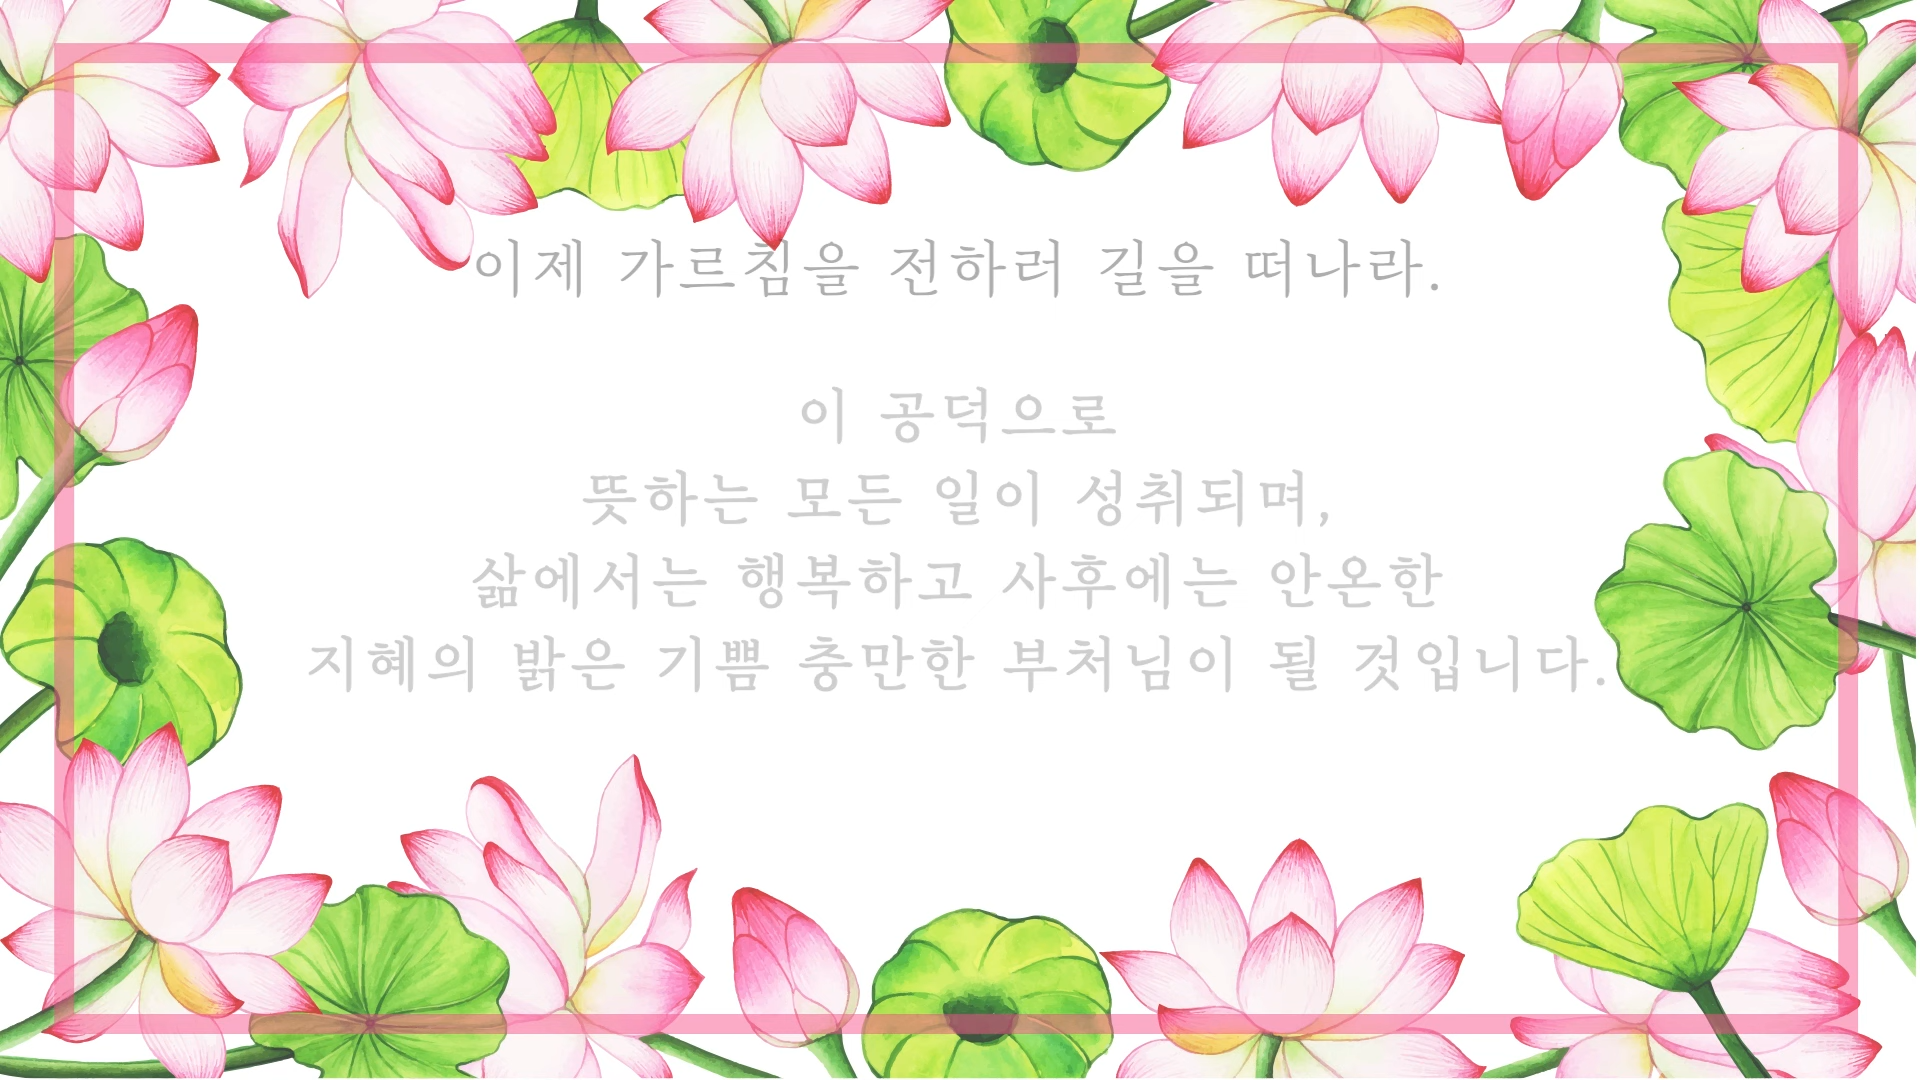 이제 가르침을 전하러 길을 떠나라.
이 공덕으로
뜻하는 모든 일이 성취되며,
삶에서는 행복하고 사후에는 안온한
지혜의 밝은 기쁨 충만한 부처님이 될 것입니다.